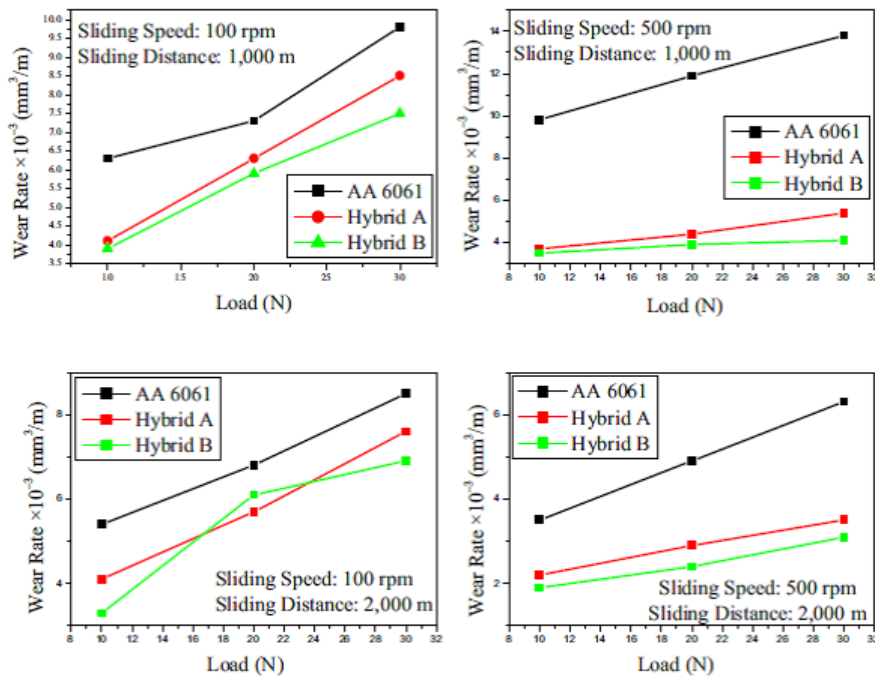 Sliding Speed: 100 rpm
Sliding Distance: 1,000 m
10.0
9.5
9.0
8.5
8.0
7.5
7.0
6.5
6.0
5.5
5.0
4.5
4.0
3.5
Wear Rate ×10⁻³ (mm³/m)
AA 6061
Hybrid A
Hybrid B
10 15 20 25 30
Load (N)
Sliding Speed: 500 rpm
Sliding Distance: 1,000 m
14
12
10
8
6
4
Wear Rate ×10⁻³ (mm³/m)
AA 6061
Hybrid A
Hybrid B
8 10 12 14 16 18 20 22 24 26 28 30 32
Load (N)
AA 6061
Hybrid A
Hybrid B
8
6
4
Wear Rate ×10⁻³ (mm³/m)
Sliding Speed: 100 rpm
Sliding Distance: 2,000 m
8 10 12 14 16 18 20 22 24 26 28 30 32
Load (N)
AA 6061
Hybrid A
Hybrid B
6
4
2
Wear Rate ×10⁻³ (mm³/m)
Sliding Speed: 500 rpm
Sliding Distance: 2,000 m
8 10 12 14 16 18 20 22 24 26 28 30 32
Load (N)